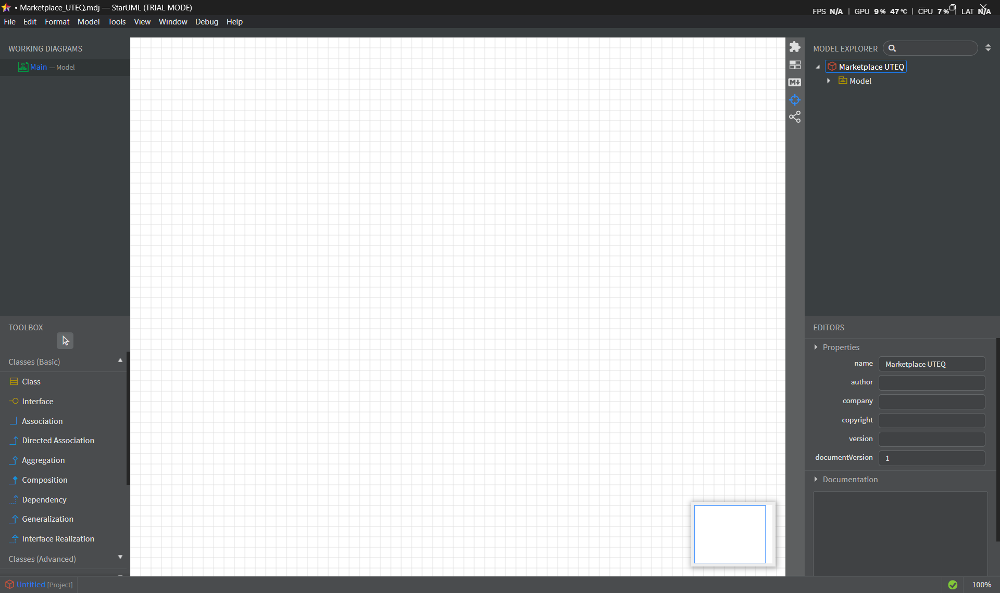 • Marketplace_UTEQ.mdj — StarUML (TRIAL MODE)
FPS N/A | GPU 9% 47°C | CPU 7% | LAT N/A
File Edit Format Model Tools View Window Debug Help
WORKING DIAGRAMS
Main — Model
MODEL EXPLORER
Marketplace UTEQ
Model
M↓
TOOLBOX
Classes (Basic)
Class
Interface
Association
Directed Association
Aggregation
Composition
Dependency
Generalization
Interface Realization
Classes (Advanced)
EDITORS
Properties
name Marketplace UTEQ
author
company
copyright
version
documentVersion 1
Documentation
Untitled [Project]
100%